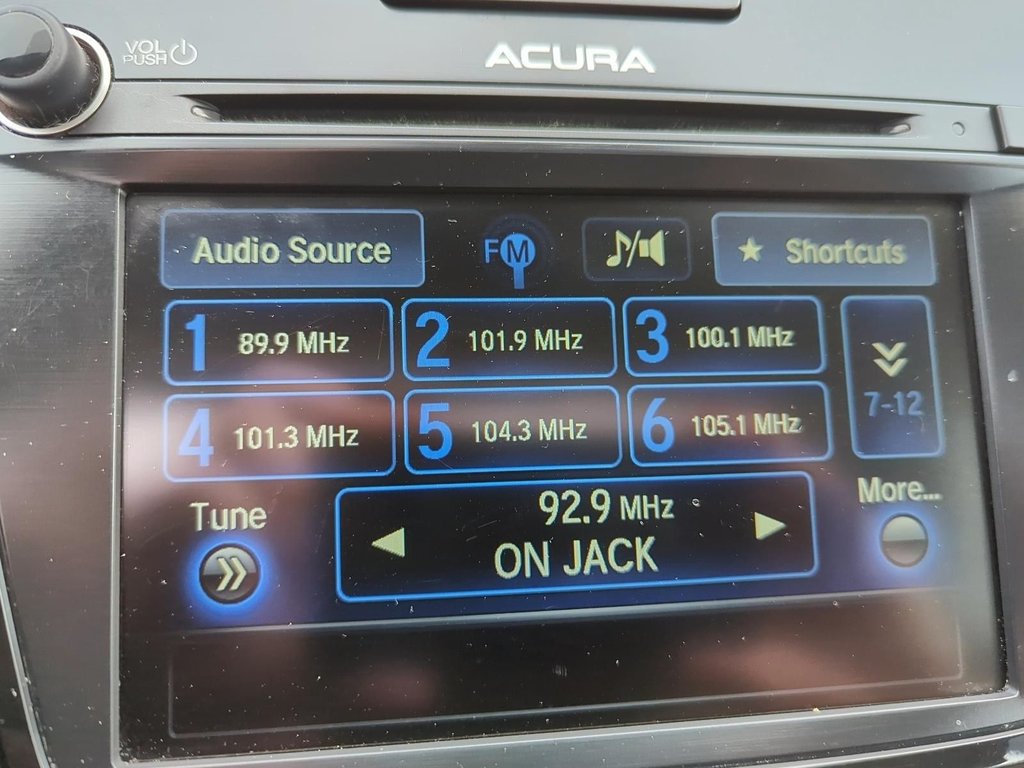 VOL
PUSH
ACURA
Audio Source
FM
★ Shortcuts
1 89.9 MHz
2 101.9 MHz
3 100.1 MHz
4 101.3 MHz
5 104.3 MHz
6 105.1 MHz
7-12
Tune
92.9 MHz
ON JACK
More...